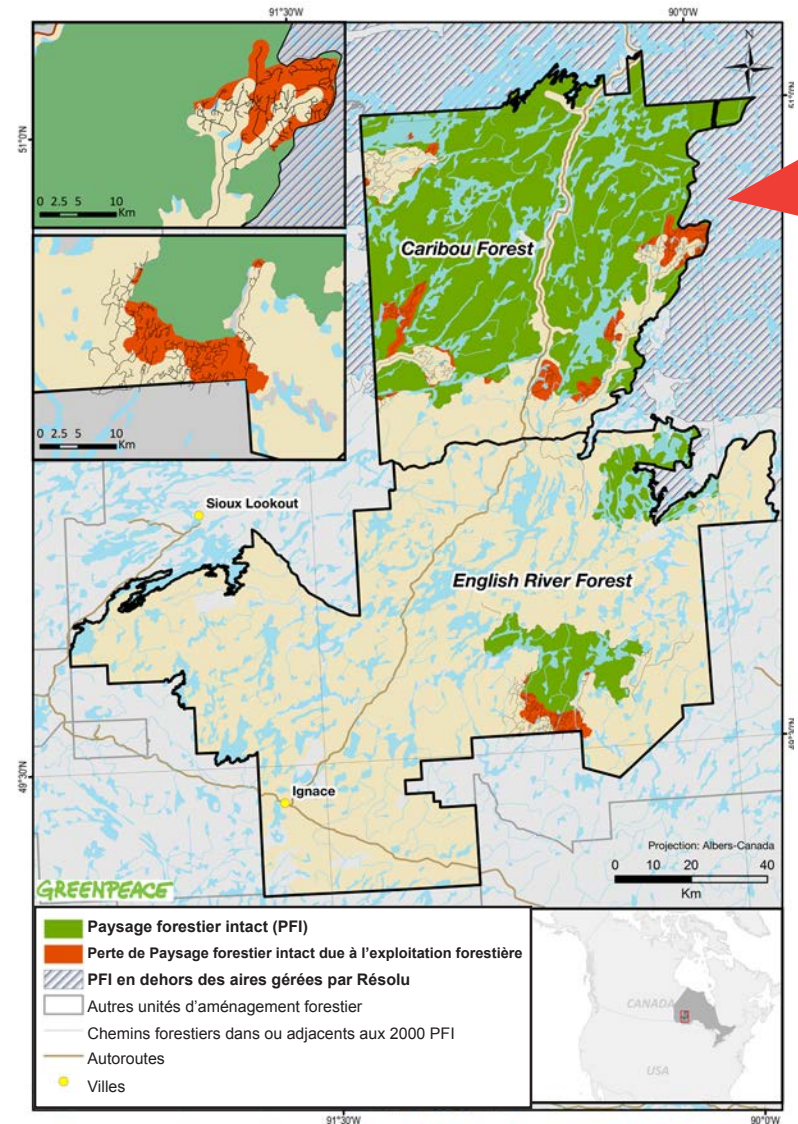 91°30'W
90°0'W
N
51°0'N
51°0'N
0 2.5 5 10
Km
Caribou Forest
0 2.5 5 10
Km
Sioux Lookout
English River Forest
49°30'N
49°30'N
Ignace
Projection: Albers-Canada
0 10 20 40
Km
GREENPEACE
Paysage forestier intact (PFI)
Perte de Paysage forestier intact due à l'exploitation forestière
PFI en dehors des aires gérées par Résolu
Autres unités d'aménagement forestier
Chemins forestiers dans ou adjacents aux 2000 PFI
Autoroutes
Villes
CANADA
USA
91°30'W
90°0'W